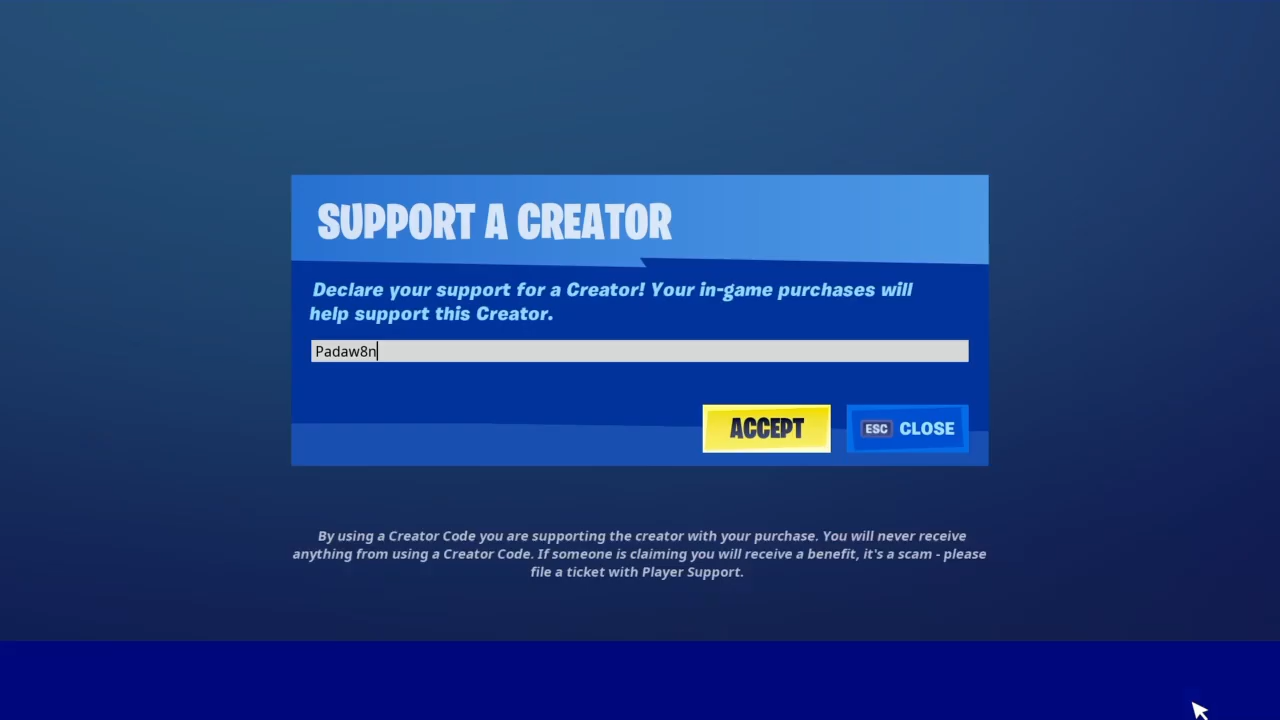 SUPPORT A CREATOR
Declare your support for a Creator! Your in-game purchases will
help support this Creator.
Padaw8n
ACCEPT
ESC CLOSE
By using a Creator Code you are supporting the creator with your purchase. You will never receive
anything from using a Creator Code. If someone is claiming you will receive a benefit, it's a scam - please
file a ticket with Player Support.